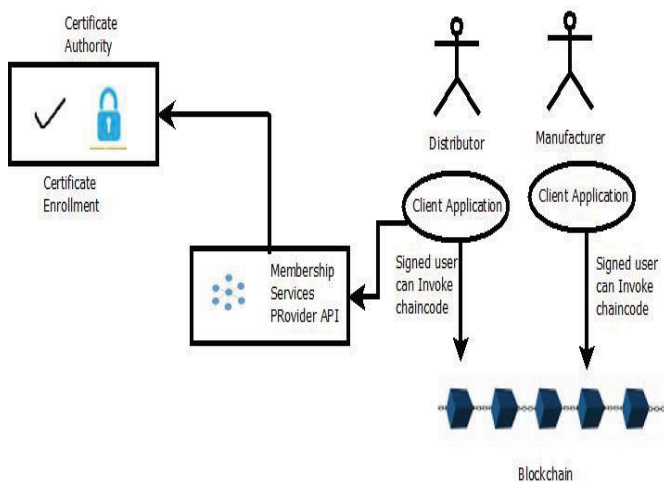 Certificate
Authority
Certificate
Enrollment
Distributor
Manufacturer
Client Application
Client Application
Membership
Services
PRovider API
Signed user
can Invoke
chaincode
Signed user
can Invoke
chaincode
Blockchain